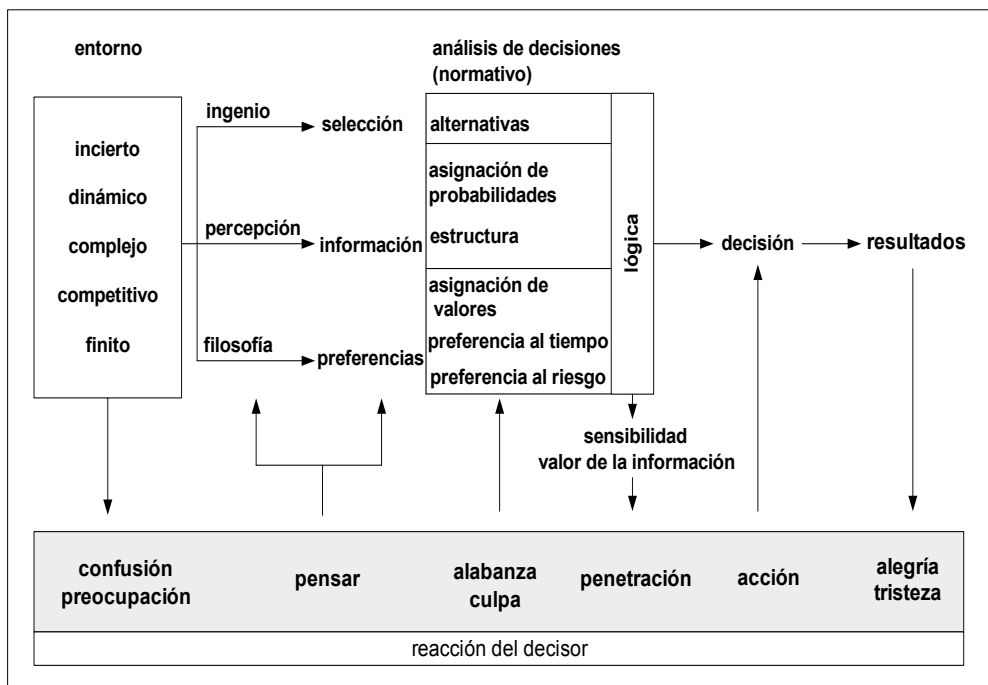 entorno
análisis de decisiones
(normativo)
incierto
dinámico
complejo
competitivo
finito
ingenio
selección
percepción
información
filosofía
preferencias
alternativas
asignación de
probabilidades
estructura
asignación de
valores
preferencia al tiempo
preferencia al riesgo
lógica
decisión
resultados
sensibilidad
valor de la información
confusión
preocupación
pensar
alabanza
culpa
penetración
acción
alegría
tristeza
reacción del decisor